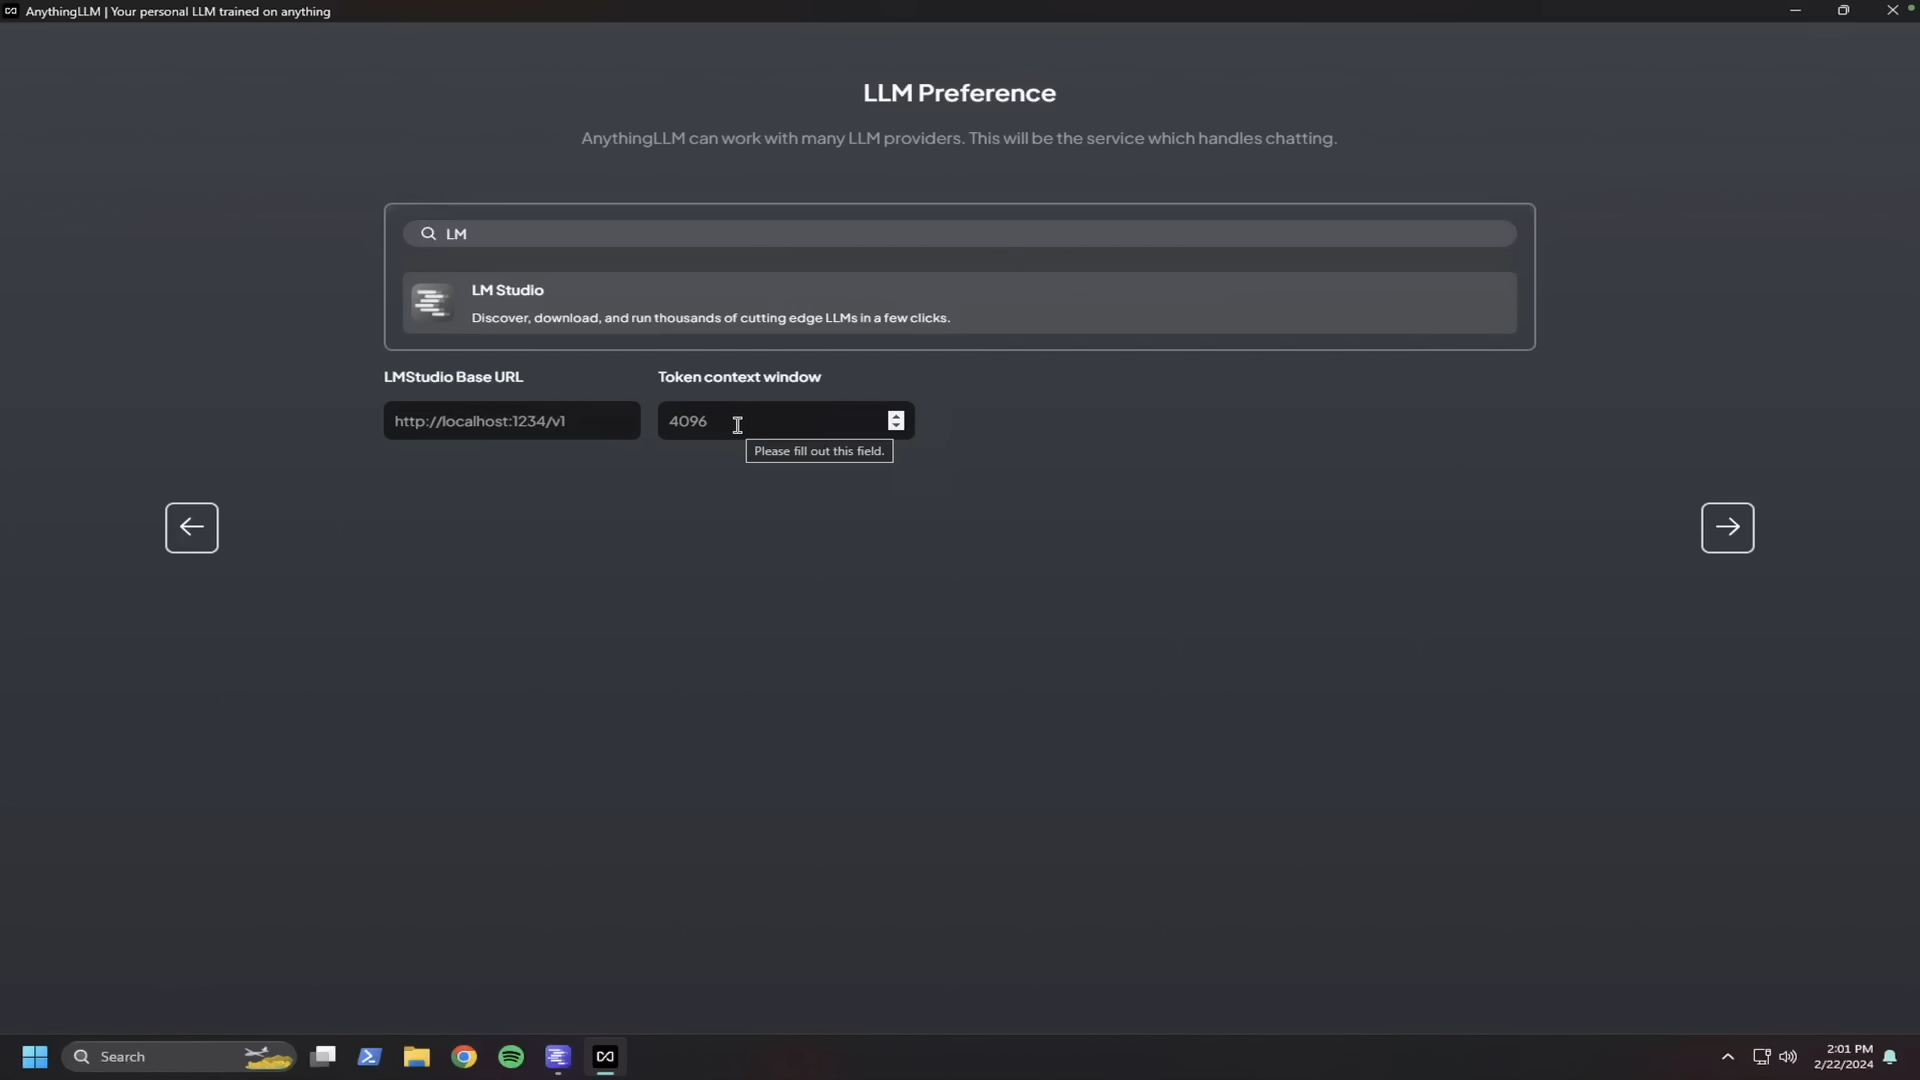 AnythingLLM | Your personal LLM trained on anything
LLM Preference
AnythingLLM can work with many LLM providers. This will be the service which handles chatting.
LM
LM Studio
Discover, download, and run thousands of cutting edge LLMs in a few clicks.
LMStudio Base URL
Token context window
http://localhost:1234/v1
4096
Please fill out this field.
Search
2:01 PM
2/22/2024